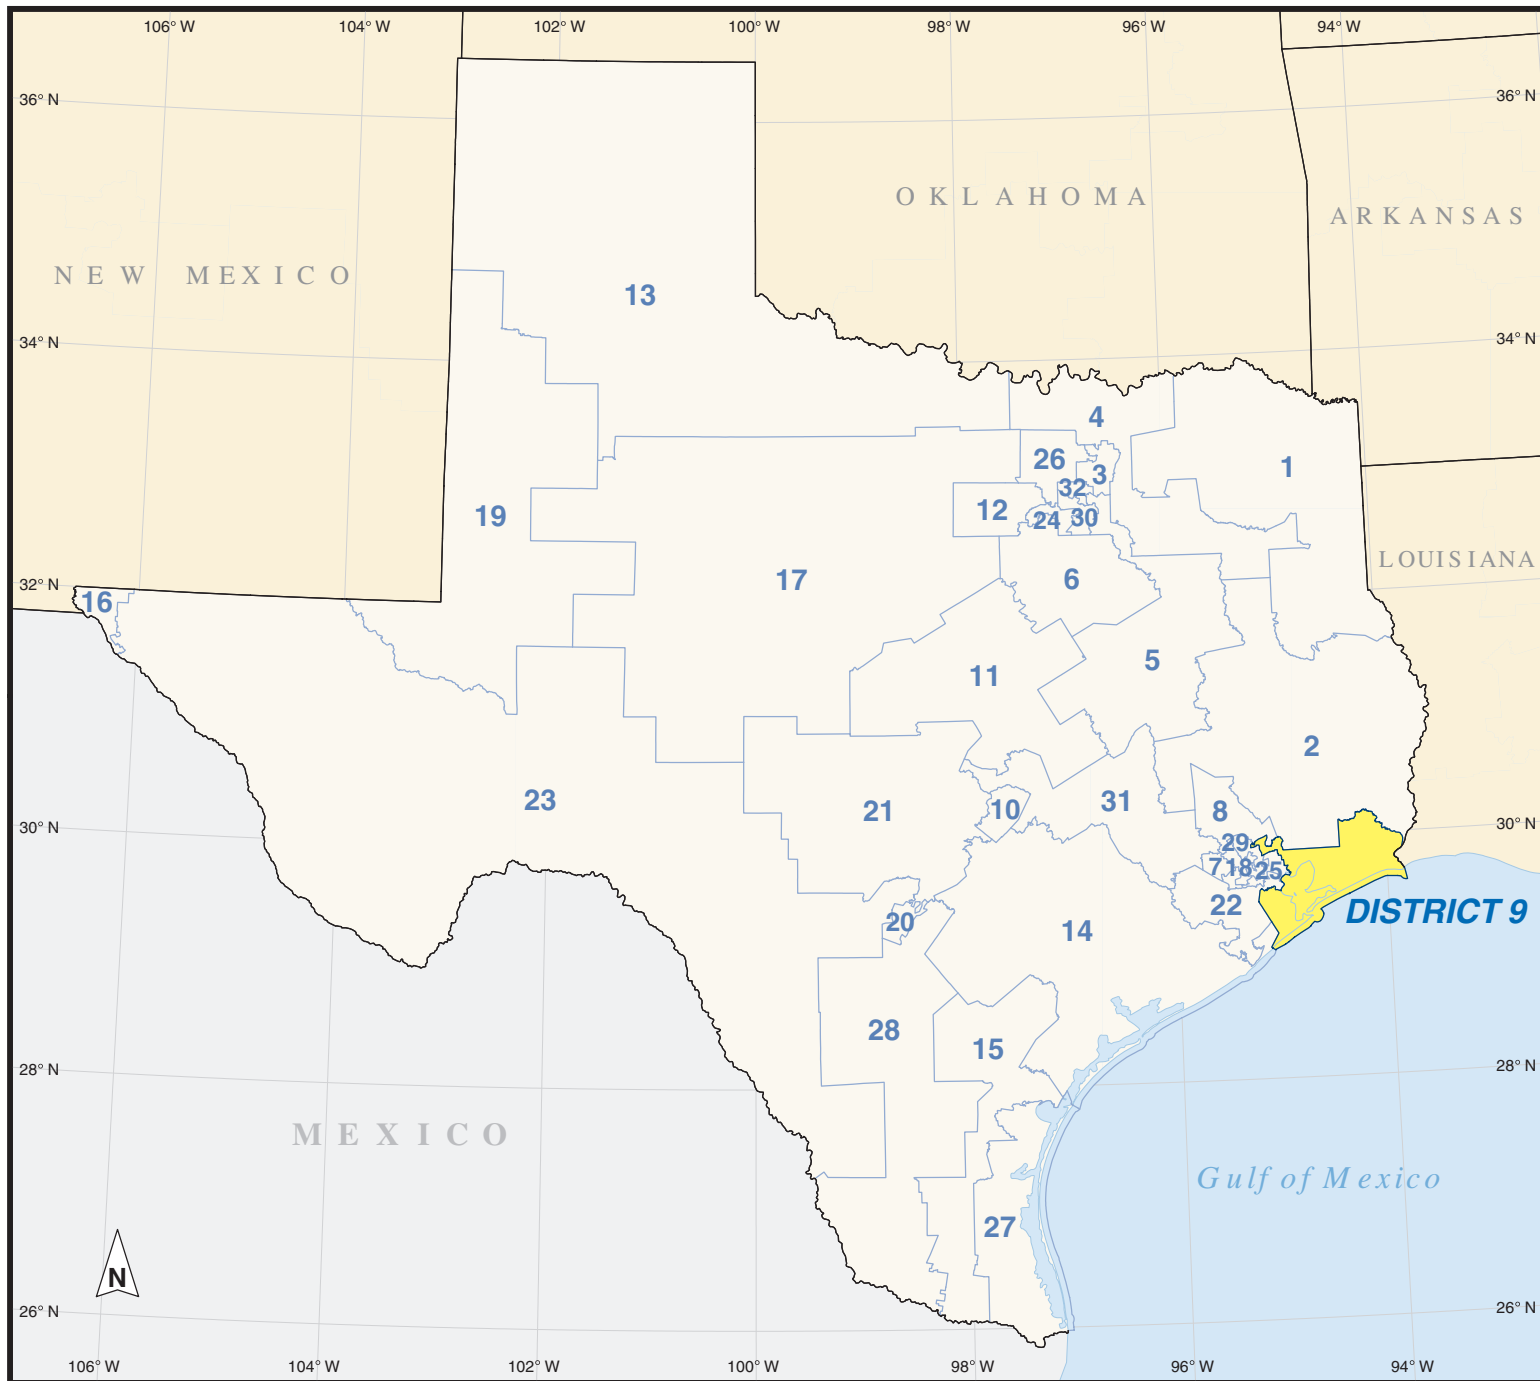 106° W 104° W 102° W 100° W 98° W 96° W 94° W
36° N 36° N
OKLAHOMA
ARKANSAS
NEW MEXICO
13
34° N 34° N
4
26 3 1
32
19 12 24 30
LOUISIANA
17 6
32° N
16
5
11
2
23 21 10 31 8
30° N 30° N
29
7 18 25
22 DISTRICT 9
20 14
28 15
28° N 28° N
MEXICO
Gulf of Mexico
27
N
26° N 26° N
106° W 104° W 102° W 100° W 98° W 96° W 94° W